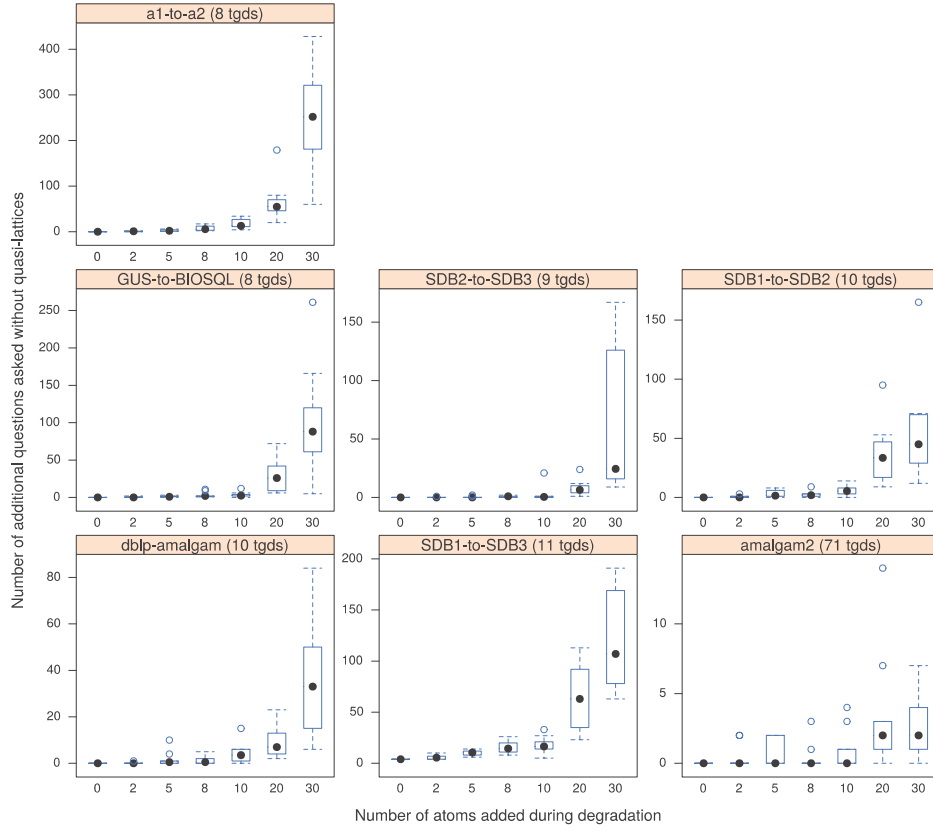 a1-to-a2 (8 tgds)
400
300
200
100
0
0 2 5 8 10 20 30
Number of additional questions asked without quasi-lattices
GUS-to-BIOSQL (8 tgds)
250
200
150
100
50
0
0 2 5 8 10 20 30
SDB2-to-SDB3 (9 tgds)
150
100
50
0
0 2 5 8 10 20 30
SDB1-to-SDB2 (10 tgds)
150
100
50
0
0 2 5 8 10 20 30
dblp-amalgam (10 tgds)
80
60
40
20
0
0 2 5 8 10 20 30
SDB1-to-SDB3 (11 tgds)
200
150
100
50
0
0 2 5 8 10 20 30
amalgam2 (71 tgds)
10
5
0
0 2 5 8 10 20 30
Number of atoms added during degradation